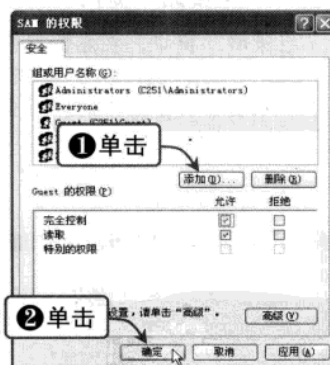 SAM 的权限
安全
组或用户名称(G):
Administrators (C251\Administrators)
Everyone
Guest (C251\Guest)
❶单击
添加(D)... 删除(R)
Guest 的权限(P) 允许 拒绝
完全控制
读取
特别的权限
设置，请单击“高级”。 高级(V)
❷单击
确定 取消 应用(A)